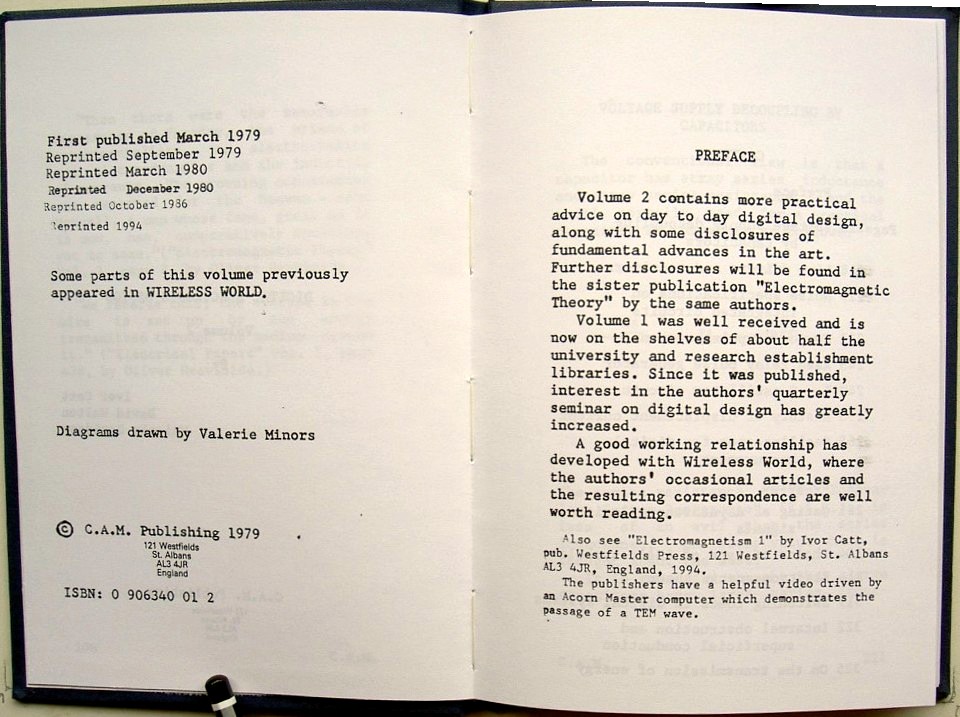 First published March 1979
Reprinted September 1979
Reprinted March 1980
Reprinted December 1980
Reprinted October 1986
Reprinted 1994
Some parts of this volume previously
appeared in WIRELESS WORLD.
Diagrams drawn by Valerie Minors
© C.A.M. Publishing 1979
121 Westfields
St. Albans
AL3 4JR
England
ISBN: 0 906340 01 2
PREFACE
Volume 2 contains more practical
advice on day to day digital design,
along with some disclosures of
fundamental advances in the art.
Further disclosures will be found in
the sister publication "Electromagnetic
Theory" by the same authors.
Volume 1 was well received and is
now on the shelves of about half the
university and research establishment
libraries. Since it was published,
interest in the authors' quarterly
seminar on digital design has greatly
increased.
A good working relationship has
developed with Wireless World, where
the authors' occasional articles and
the resulting correspondence are well
worth reading.
Also see "Electromagnetism 1" by Ivor Catt,
pub. Westfields Press, 121 Westfields, St. Albans
AL3 4JR, England, 1994.
The publishers have a helpful video driven by
an Acorn Master computer which demonstrates the
passage of a TEM wave.